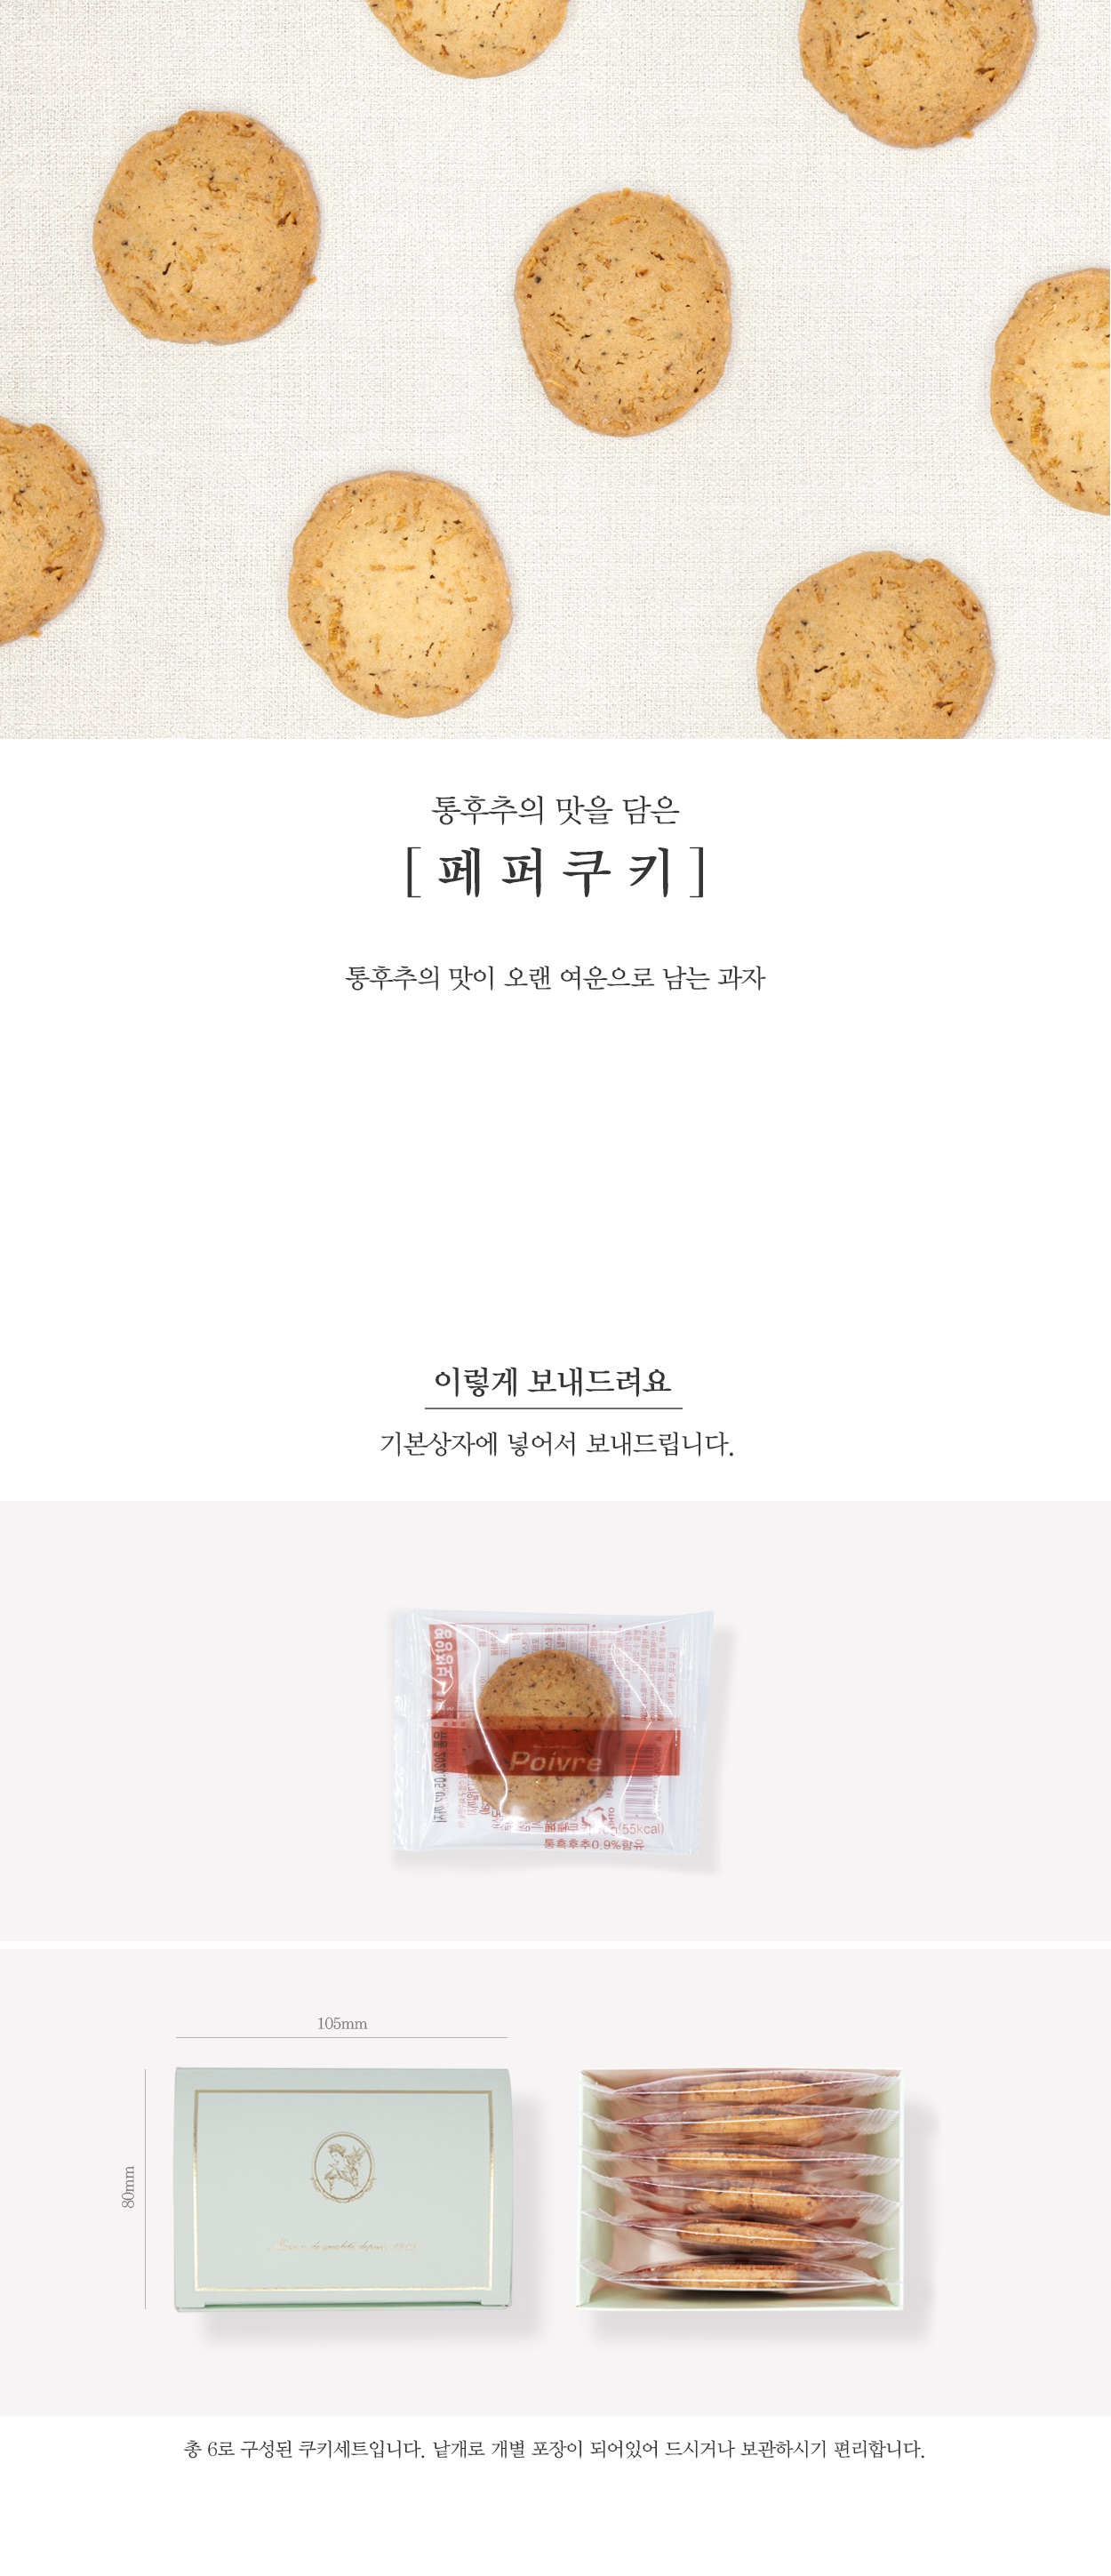 통후추의 맛을 담은
[페퍼쿠키]
통후추의 맛이 오랜 여운으로 남는 과자
이렇게 보내드려요
기본상자에 넣어서 보내드립니다.
Poivre
(55kcal)
통흑후추0.9%함유
105mm
80mm
총 6로 구성된 쿠키세트입니다. 낱개로 개별 포장이 되어있어 드시거나 보관하시기 편리합니다.